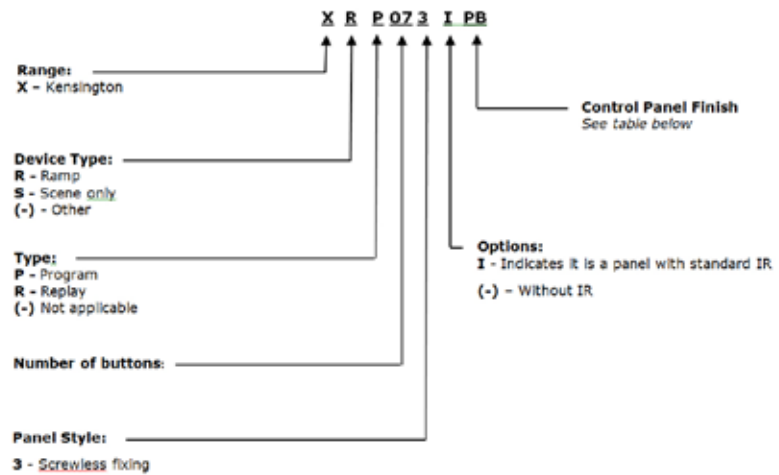 X R P 07 3 I PB
Range:
X – Kensington
Control Panel Finish
See table below
Device Type:
R - Ramp
S - Scene only
(-) - Other
Type:
P - Program
R - Replay
(-) Not applicable
Options:
I - Indicates it is a panel with standard IR
(-) – Without IR
Number of buttons:
Panel Style:
3 - Screwless fixing